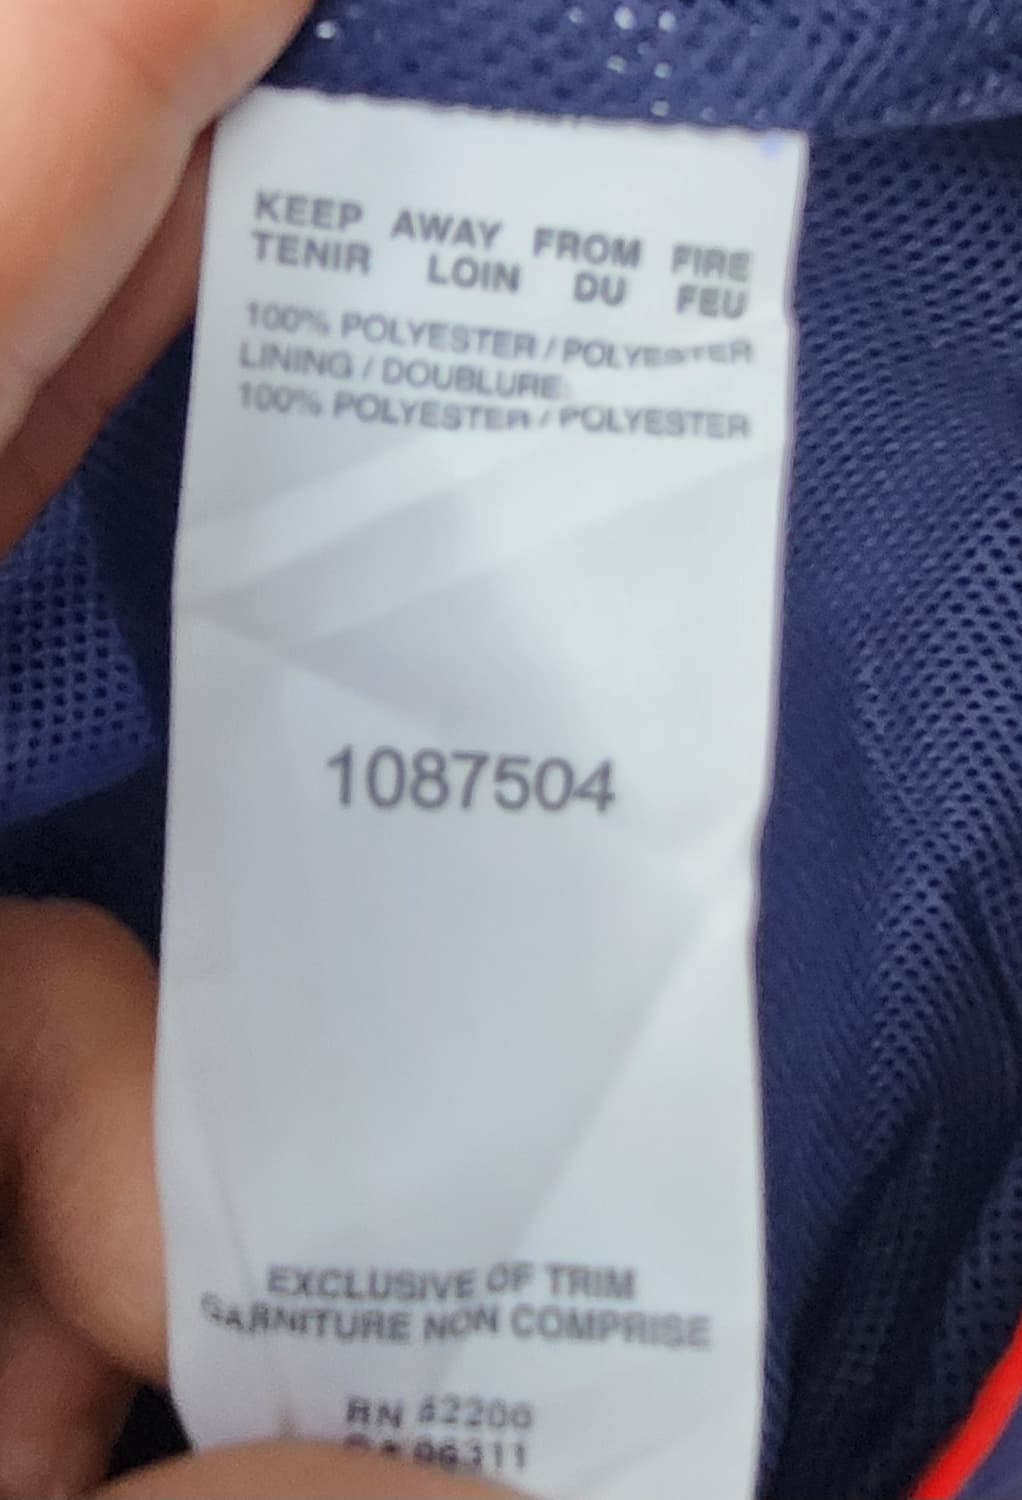 KEEP AWAY FROM FIRE
TENIR LOIN DU FEU
100% POLYESTER / POLYESTER
LINING / DOUBLURE:
100% POLYESTER / POLYESTER
1087504
EXCLUSIVE OF TRIM
GARNITURE NON COMPRISE
RN